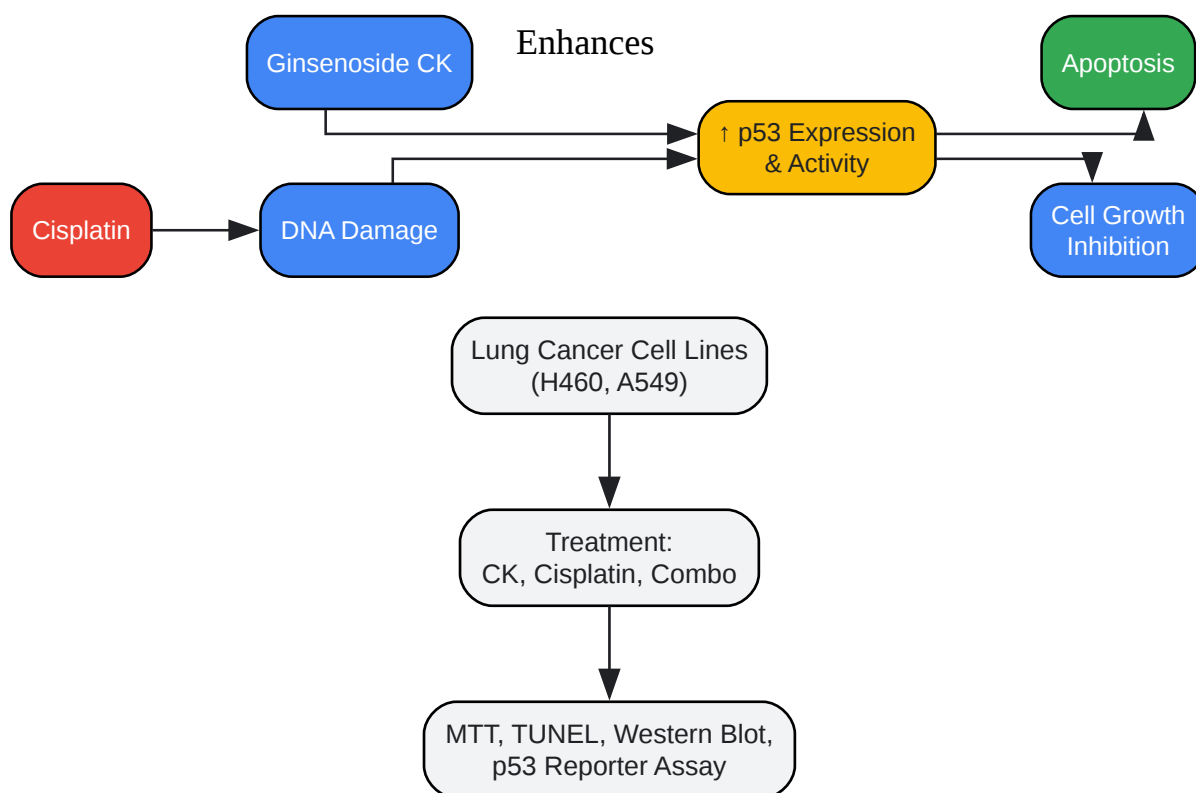 Ginsenoside CK
Enhances
Apoptosis
↑ p53 Expression
& Activity
Cisplatin
DNA Damage
Cell Growth
Inhibition
Lung Cancer Cell Lines
(H460, A549)
Treatment:
CK, Cisplatin, Combo
MTT, TUNEL, Western Blot,
p53 Reporter Assay